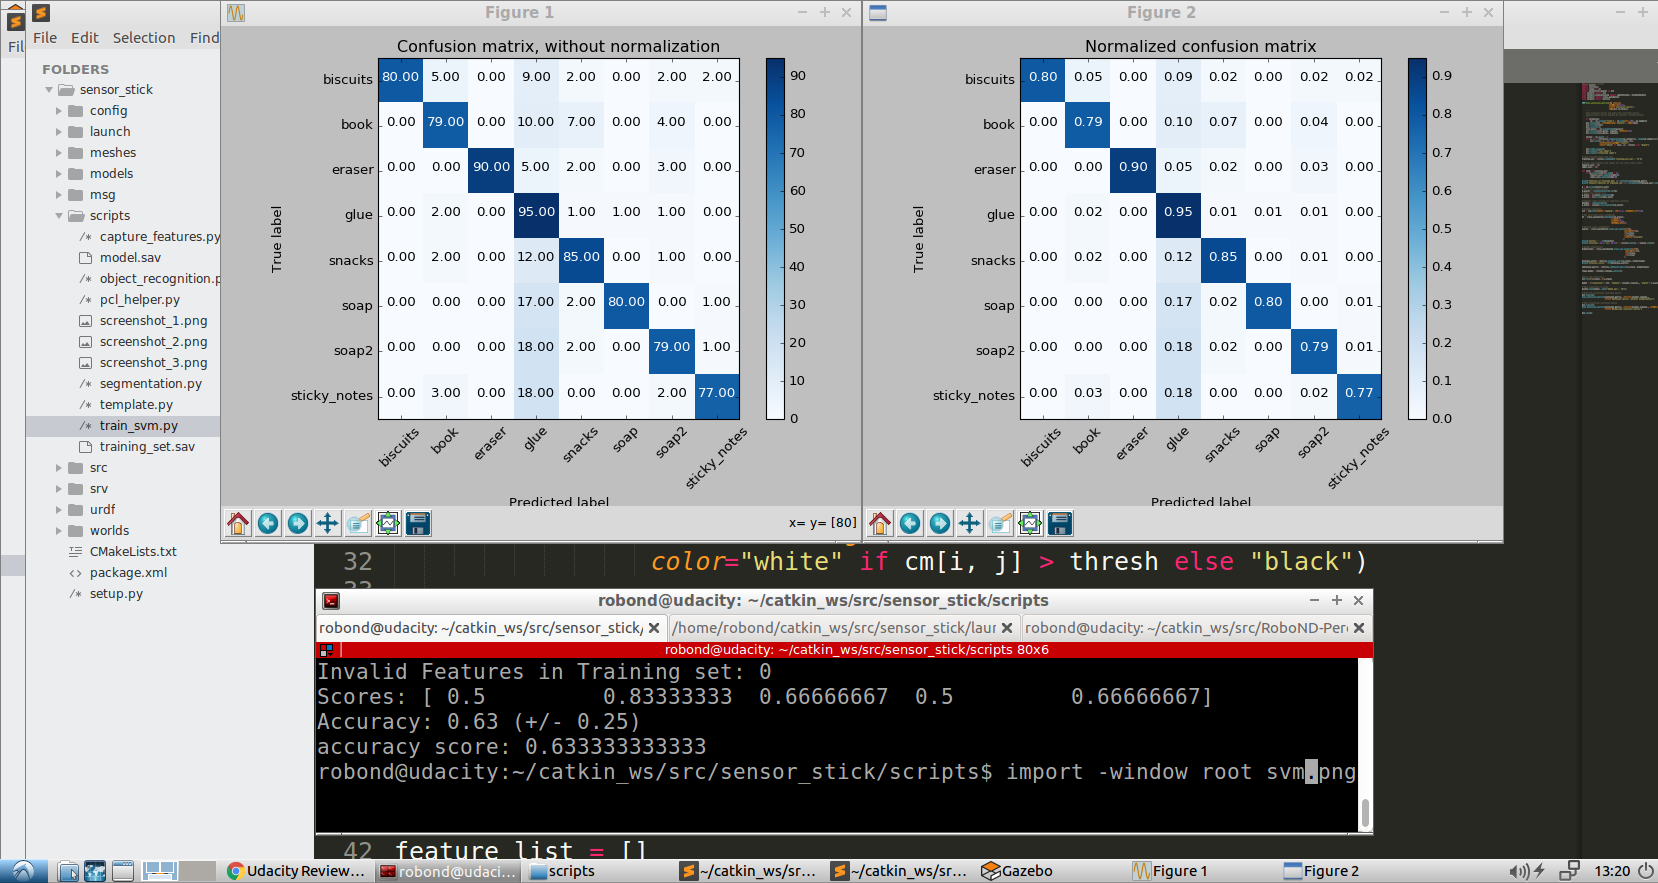 Figure 1
Figure 2
Fil
File Edit Selection Find
FOLDERS
sensor_stick
config
launch
meshes
models
msg
scripts
capture_features.py
model.sav
object_recognition.p
pcl_helper.py
screenshot_1.png
screenshot_2.png
screenshot_3.png
segmentation.py
template.py
train_svm.py
training_set.sav
src
srv
urdf
worlds
CMakeLists.txt
package.xml
setup.py
Confusion matrix, without normalization
biscuits 80.00 5.00 0.00 9.00 2.00 0.00 2.00 2.00
book 0.00 79.00 0.00 10.00 7.00 0.00 4.00 0.00
eraser 0.00 0.00 90.00 5.00 2.00 0.00 3.00 0.00
glue 0.00 2.00 0.00 95.00 1.00 1.00 1.00 0.00
snacks 0.00 2.00 0.00 12.00 85.00 0.00 1.00 0.00
soap 0.00 0.00 0.00 17.00 2.00 80.00 0.00 1.00
soap2 0.00 0.00 0.00 18.00 2.00 0.00 79.00 1.00
sticky_notes 0.00 3.00 0.00 18.00 0.00 0.00 2.00 77.00
True label
biscuits book eraser glue snacks soap soap2 sticky_notes
Predicted label
90
80
70
60
50
40
30
20
10
0
x= y= [80]
Normalized confusion matrix
biscuits 0.80 0.05 0.00 0.09 0.02 0.00 0.02 0.02
book 0.00 0.79 0.00 0.10 0.07 0.00 0.04 0.00
eraser 0.00 0.00 0.90 0.05 0.02 0.00 0.03 0.00
glue 0.00 0.02 0.00 0.95 0.01 0.01 0.01 0.00
snacks 0.00 0.02 0.00 0.12 0.85 0.00 0.01 0.00
soap 0.00 0.00 0.00 0.17 0.02 0.80 0.00 0.01
soap2 0.00 0.00 0.00 0.18 0.02 0.00 0.79 0.01
sticky_notes 0.00 0.03 0.00 0.18 0.00 0.00 0.02 0.77
True label
biscuits book eraser glue snacks soap soap2 sticky_notes
Predicted label
0.9
0.8
0.7
0.6
0.5
0.4
0.3
0.2
0.1
0.0
32 color="white" if cm[i, j] > thresh else "black")
robond@udacity: ~/catkin_ws/src/sensor_stick/scripts
robond@udacity: ~/catkin_ws/src/sensor_stick/ /home/robond/catkin_ws/src/sensor_stick/laun robond@udacity: ~/catkin_ws/src/RoboND-Per
robond@udacity: ~/catkin_ws/src/sensor_stick/scripts 80x6
Invalid Features in Training set: 0
Scores: [ 0.5 0.83333333 0.66666667 0.5 0.66666667]
Accuracy: 0.63 (+/- 0.25)
accuracy score: 0.633333333333
robond@udacity:~/catkin_ws/src/sensor_stick/scripts$ import -window root svm.png
42 feature_list = []
Udacity Review... robond@udaci... scripts ~/catkin_ws/sr... ~/catkin_ws/sr... Gazebo Figure 1 Figure 2 13:20